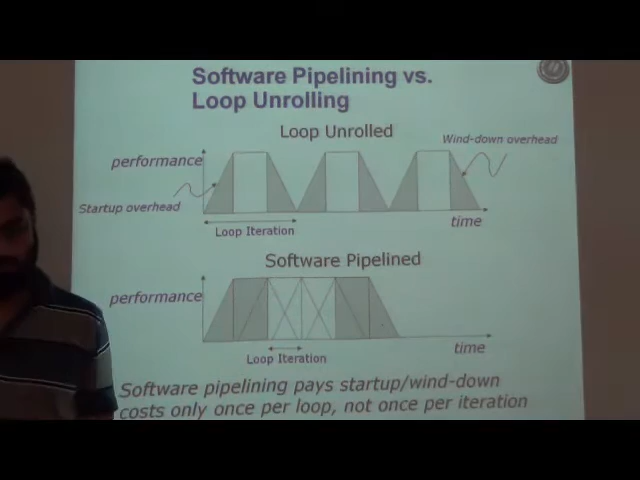 Software Pipelining vs.
Loop Unrolling
Loop Unrolled
Wind-down overhead
performance
Startup overhead
Loop Iteration
time
Software Pipelined
performance
Loop Iteration
time
Software pipelining pays startup/wind-down
costs only once per loop, not once per iteration